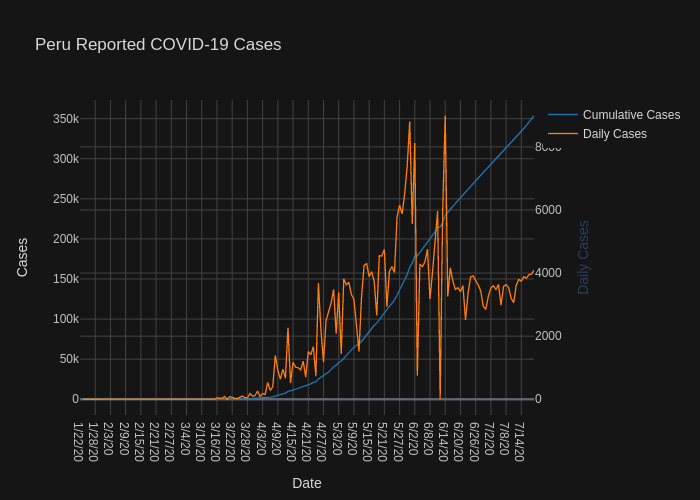 Peru Reported COVID-19 Cases
Cumulative Cases
Daily Cases
350k
300k
250k
200k
150k
100k
50k
0
8000
6000
4000
2000
0
Cases
Daily Cases
1/22/20
1/28/20
2/3/20
2/9/20
2/15/20
2/21/20
2/27/20
3/4/20
3/10/20
3/16/20
3/22/20
3/28/20
4/3/20
4/9/20
4/15/20
4/21/20
4/27/20
5/3/20
5/9/20
5/15/20
5/21/20
5/27/20
6/2/20
6/8/20
6/14/20
6/20/20
6/26/20
7/2/20
7/8/20
7/14/20
Date